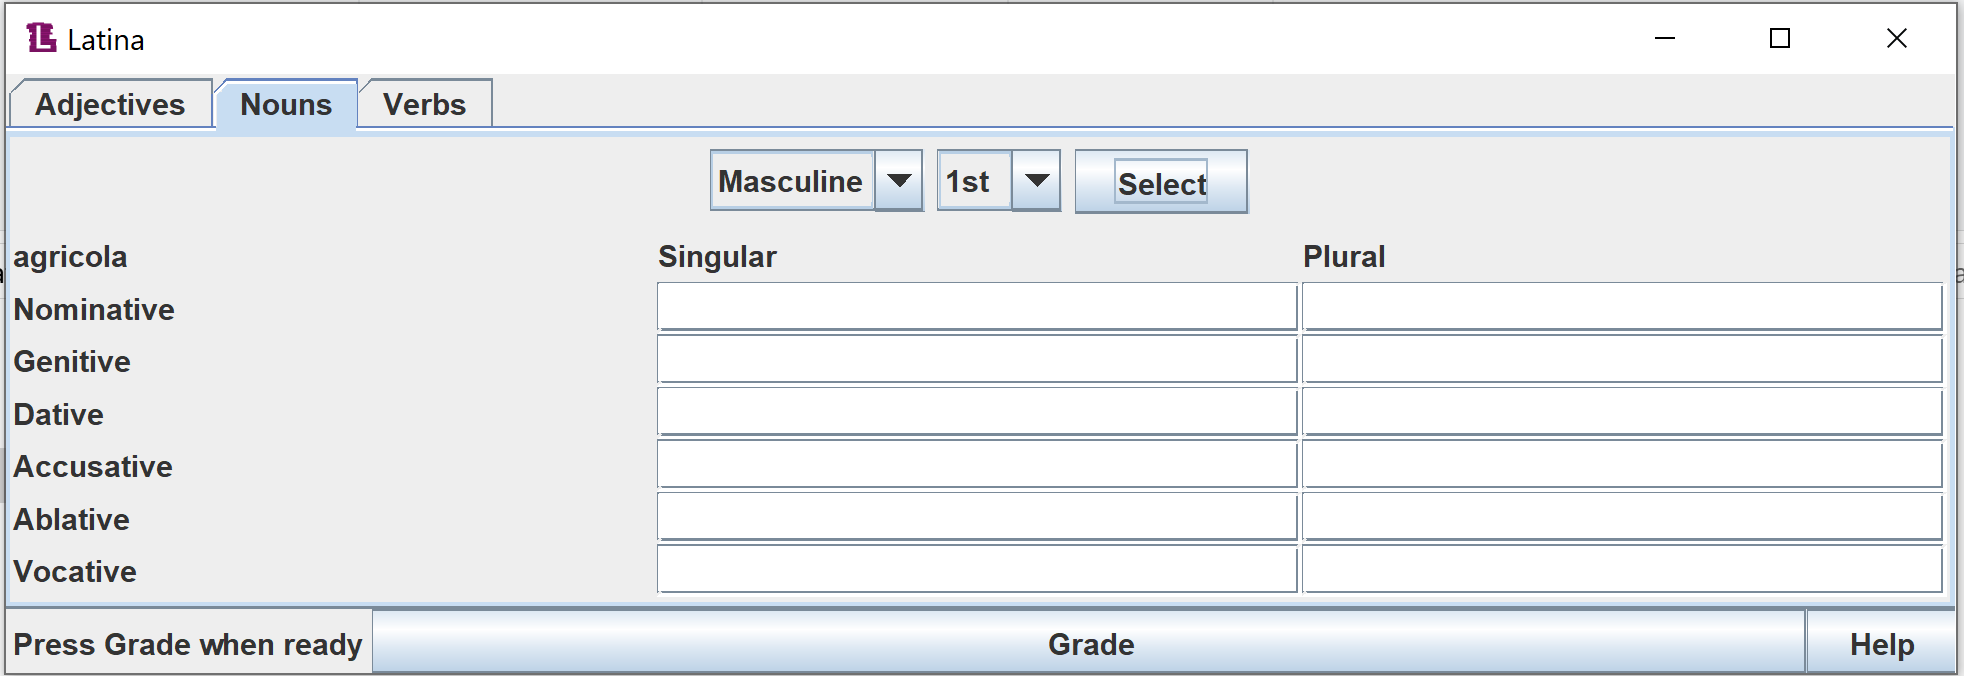 Latina
Adjectives Nouns Verbs
Masculine 1st Select
agricola Singular Plural
Nominative
Genitive
Dative
Accusative
Ablative
Vocative
Press Grade when ready Grade Help